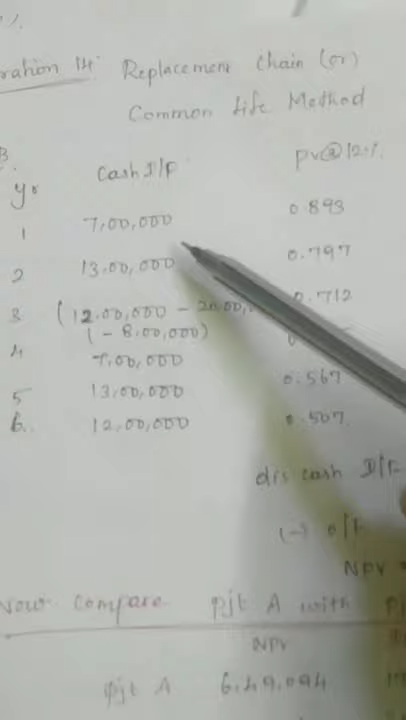 ration 14: Replacement chain (or)
Common life Method
B.
yr Cash I/F PV@12%
1 7,00,000 0.893
2 13,00,000 0.797
3 (12,00,000 - 20,00, 0.712
(-8,00,000)
4 7,00,000
5 13,00,000 0.567
6. 12,00,000 0.507
dis cash I/F
(-) O/F
NPV
Now compare pjt A with
NPV
pjt A 6,49,094